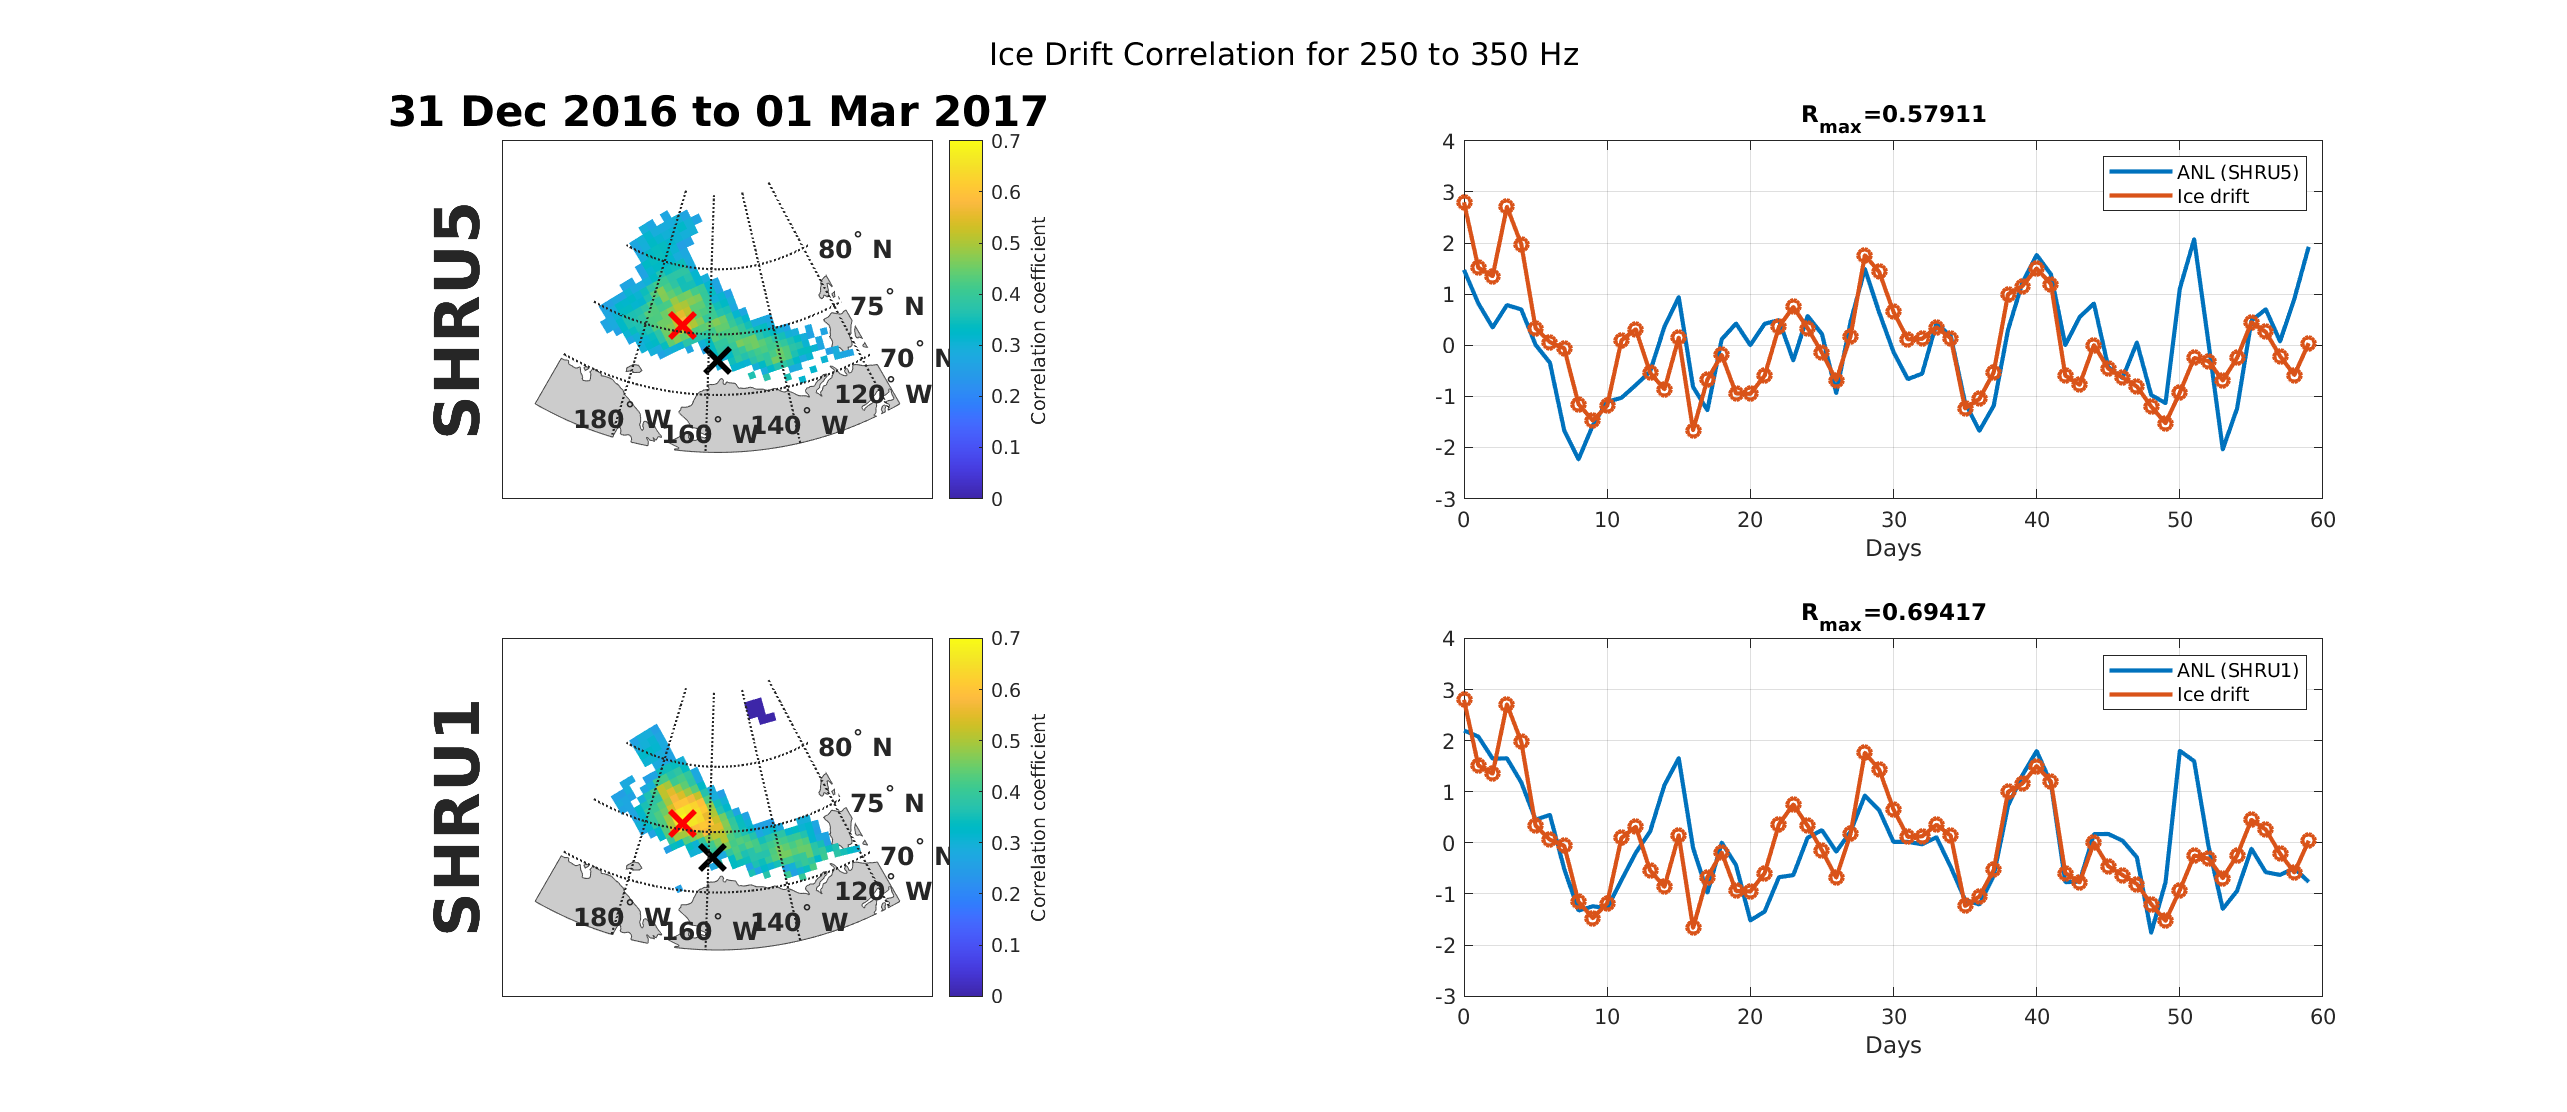 Ice Drift Correlation for 250 to 350 Hz
31 Dec 2016 to 01 Mar 2017
SHRU5
80° N
75° N
70° N
120° W
180° W
160° W
140° W
0.7
0.6
0.5
0.4
0.3
0.2
0.1
0
Correlation coefficient
Rmax=0.57911
4
3
2
1
0
-1
-2
-3
0 10 20 30 40 50 60
Days
ANL (SHRU5)
Ice drift
SHRU1
80° N
75° N
70° N
120° W
180° W
160° W
140° W
0.7
0.6
0.5
0.4
0.3
0.2
0.1
0
Correlation coefficient
Rmax=0.69417
4
3
2
1
0
-1
-2
-3
0 10 20 30 40 50 60
Days
ANL (SHRU1)
Ice drift